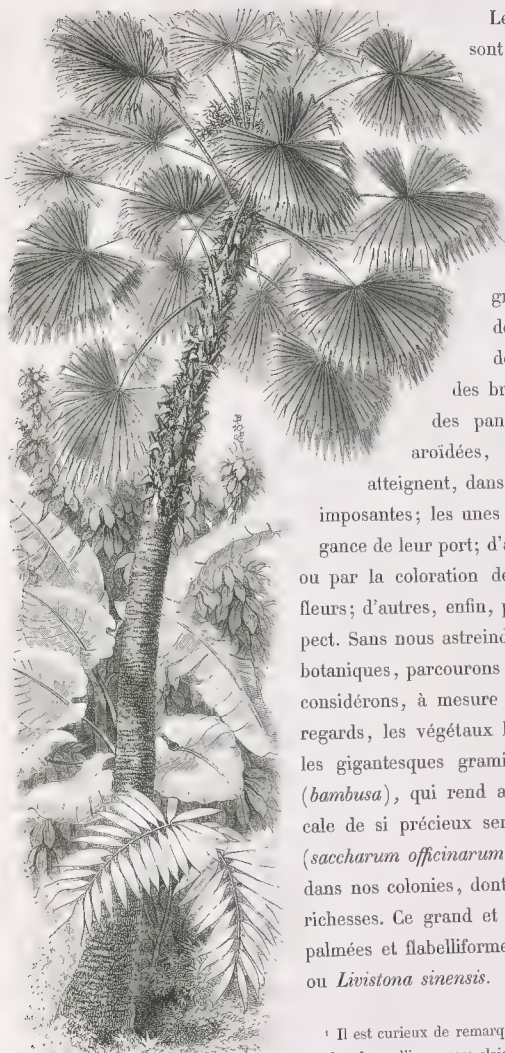 Le
sont
gr
de
de
des br
des pan
aroïdées,
atteignent, dans
imposantes; les unes
gance de leur port; d'a
ou par la coloration de
fleurs; d'autres, enfin, p
pect. Sans nous astreind
botaniques, parcourons
considérons, à mesure
regards, les végétaux l
les gigantesques grami
(bambusa), qui rend a
cale de si précieux ser
(saccharum officinarum
dans nos colonies, dont
richesses. Ce grand et
palmées et flabelliforme
ou Livistona sinensis.
¹ Il est curieux de remarq